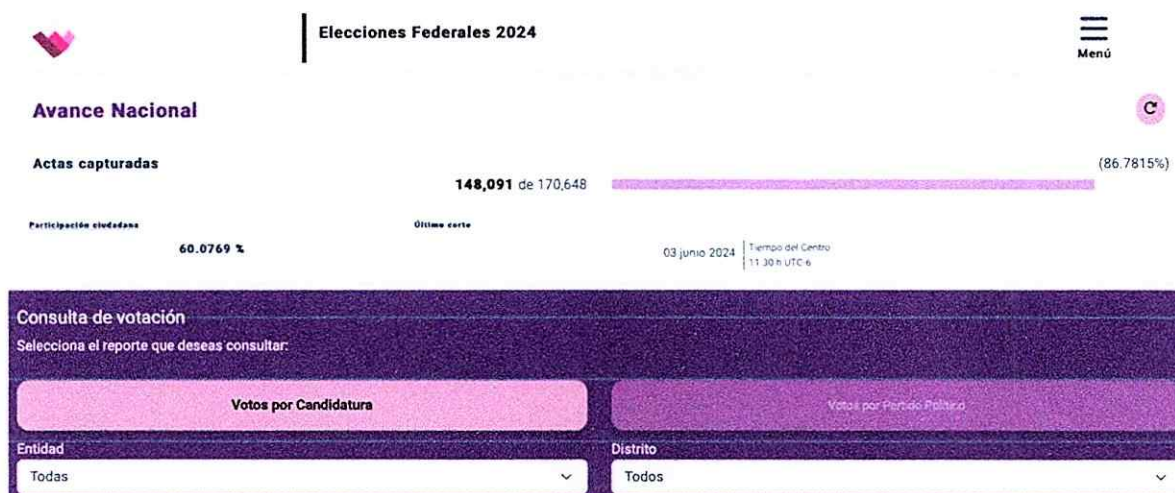 Elecciones Federales 2024
Menú
Avance Nacional
Actas capturadas
148,091 de 170,648
(86.7815%)
Participación ciudadana
Último corte
60.0769 %
03 junio 2024
Tiempo del Centro
11:30 h UTC-6
Consulta de votación
Selecciona el reporte que deseas consultar:
Votos por Candidatura
Votos por Partido Político
Entidad
Distrito
Todas
Todos